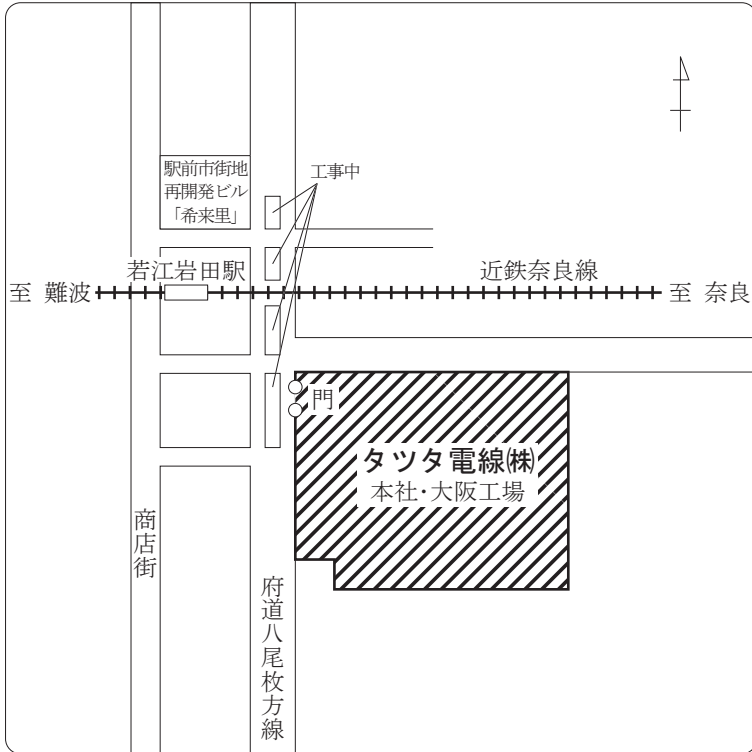 駅前市街地
再開発ビル
「希来里」
工事中
若江岩田駅
近鉄奈良線
至 難波
至 奈良
門
タツタ電線㈱
本社・大阪工場
商店街
府道八尾枚方線